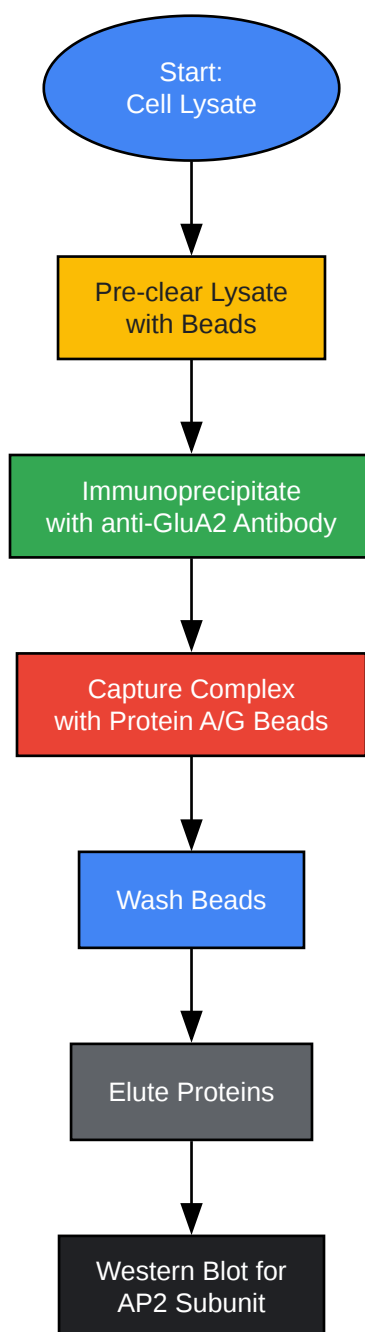 Start:
Cell Lysate
Pre-clear Lysate
with Beads
Immunoprecipitate
with anti-GluA2 Antibody
Capture Complex
with Protein A/G Beads
Wash Beads
Elute Proteins
Western Blot for
AP2 Subunit